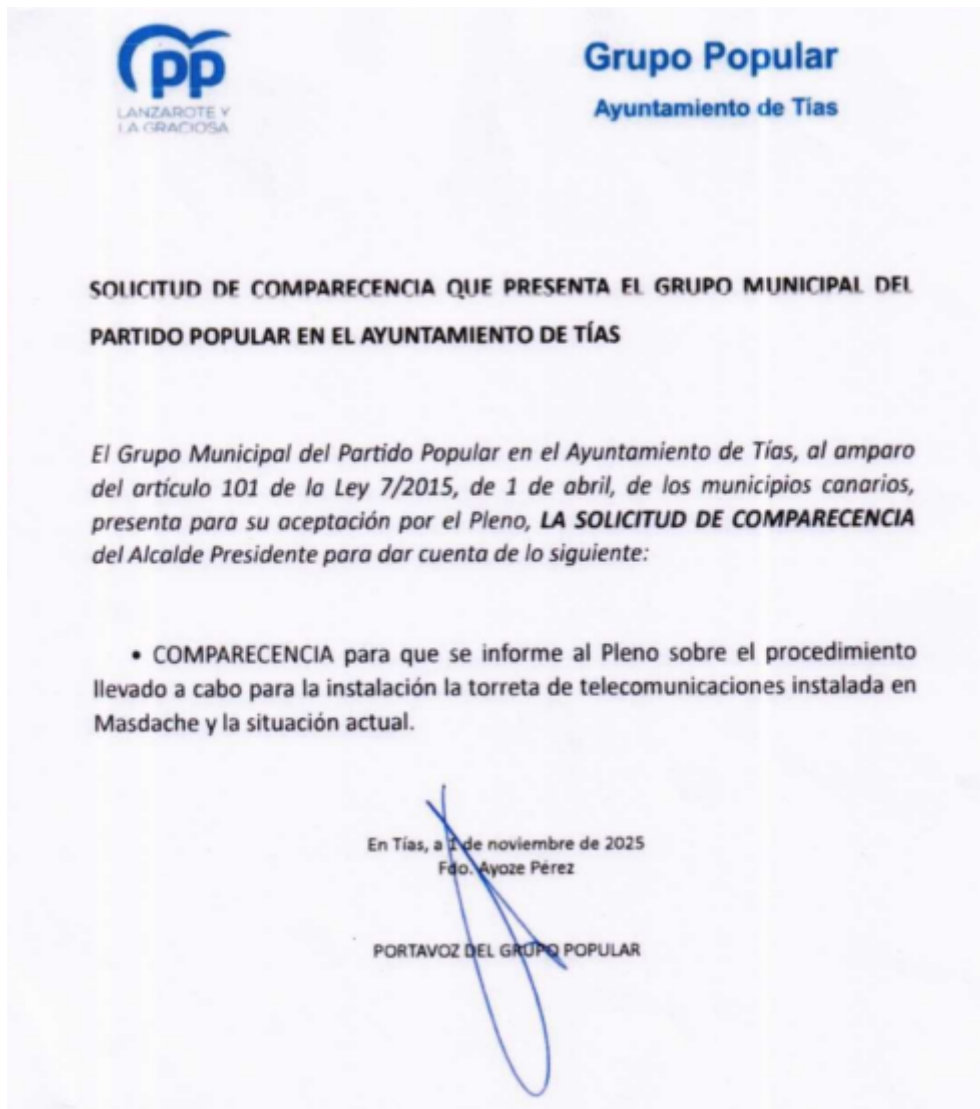 PP
LANZAROTE Y
LA GRACIOSA
Grupo Popular
Ayuntamiento de Tías
SOLICITUD DE COMPARECENCIA QUE PRESENTA EL GRUPO MUNICIPAL DEL
PARTIDO POPULAR EN EL AYUNTAMIENTO DE TÍAS
El Grupo Municipal del Partido Popular en el Ayuntamiento de Tías, al amparo
del artículo 101 de la Ley 7/2015, de 1 de abril, de los municipios canarios,
presenta para su aceptación por el Pleno, LA SOLICITUD DE COMPARECENCIA
del Alcalde Presidente para dar cuenta de lo siguiente:
• COMPARECENCIA para que se informe al Pleno sobre el procedimiento
llevado a cabo para la instalación la torreta de telecomunicaciones instalada en
Masdache y la situación actual.
En Tías, a 1 de noviembre de 2025
Fdo. Ayoze Pérez
PORTAVOZ DEL GRUPO POPULAR